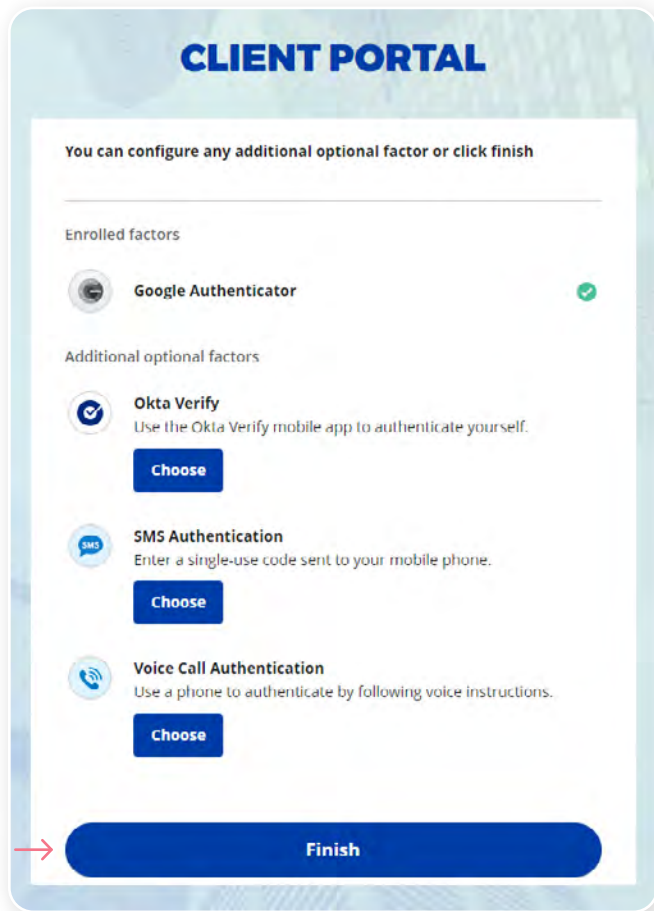 CLIENT PORTAL
You can configure any additional optional factor or click finish
Enrolled factors
Google Authenticator
Additional optional factors
Okta Verify
Use the Okta Verify mobile app to authenticate yourself.
Choose
SMS
SMS Authentication
Enter a single-use code sent to your mobile phone.
Choose
Voice Call Authentication
Use a phone to authenticate by following voice instructions.
Choose
Finish